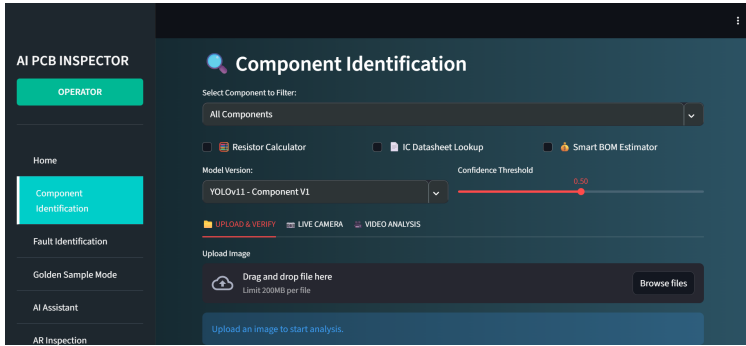 AI PCB INSPECTOR
OPERATOR
Home
Component
Identification
Fault Identification
Golden Sample Mode
AI Assistant
AR Inspection
Component Identification
Select Component to Filter:
All Components
Resistor Calculator
IC Datasheet Lookup
Smart BOM Estimator
Model Version:
YOLOv11 - Component V1
Confidence Threshold
0.50
UPLOAD & VERIFY
LIVE CAMERA
VIDEO ANALYSIS
Upload Image
Drag and drop file here
Limit 200MB per file
Browse files
Upload an image to start analysis.